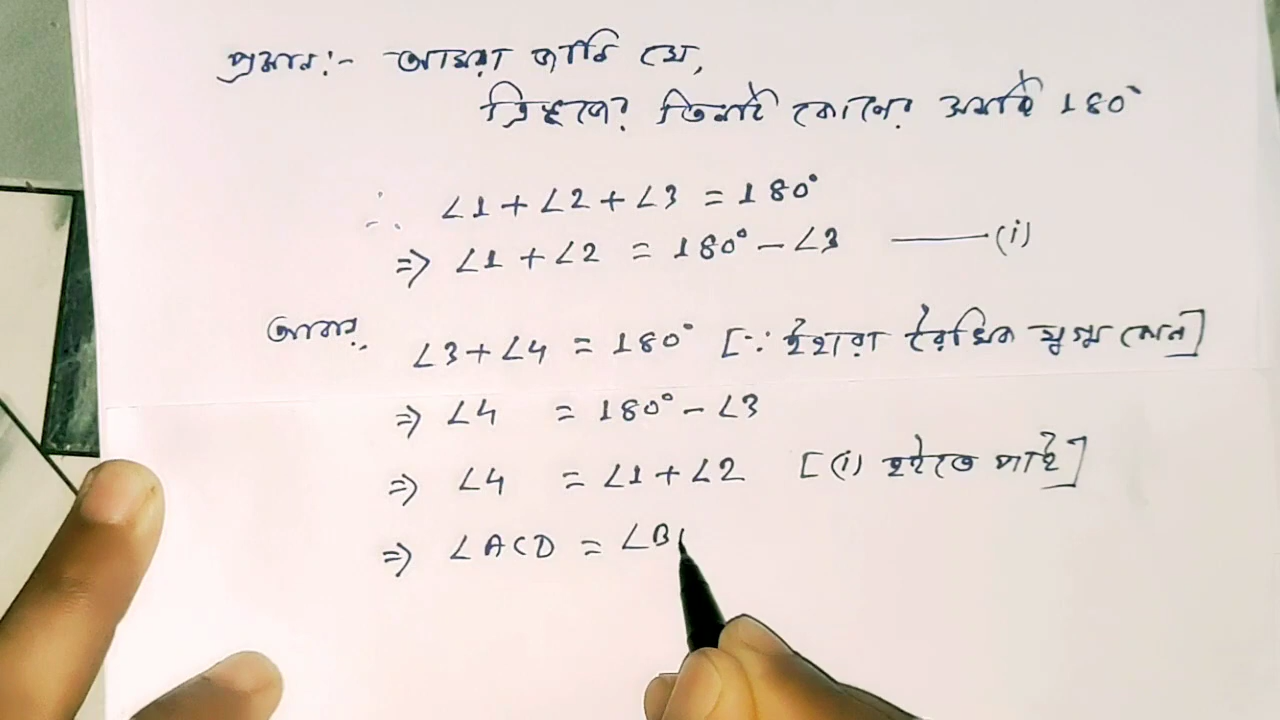 প্রমান:- আমরা জানি যে,
ত্রিভূজের তিনটি কোনের সমষ্টি 180°
∴ ∠1 + ∠2 + ∠3 = 180°
⇒ ∠1 + ∠2 = 180° - ∠3 ——— (i)
আবার, ∠3 + ∠4 = 180° [∵ ইহারা রৈখিক যুগ্ম কোন]
⇒ ∠4 = 180° - ∠3
⇒ ∠4 = ∠1 + ∠2 [(i) হইতে পাই]
⇒ ∠ACD = ∠B